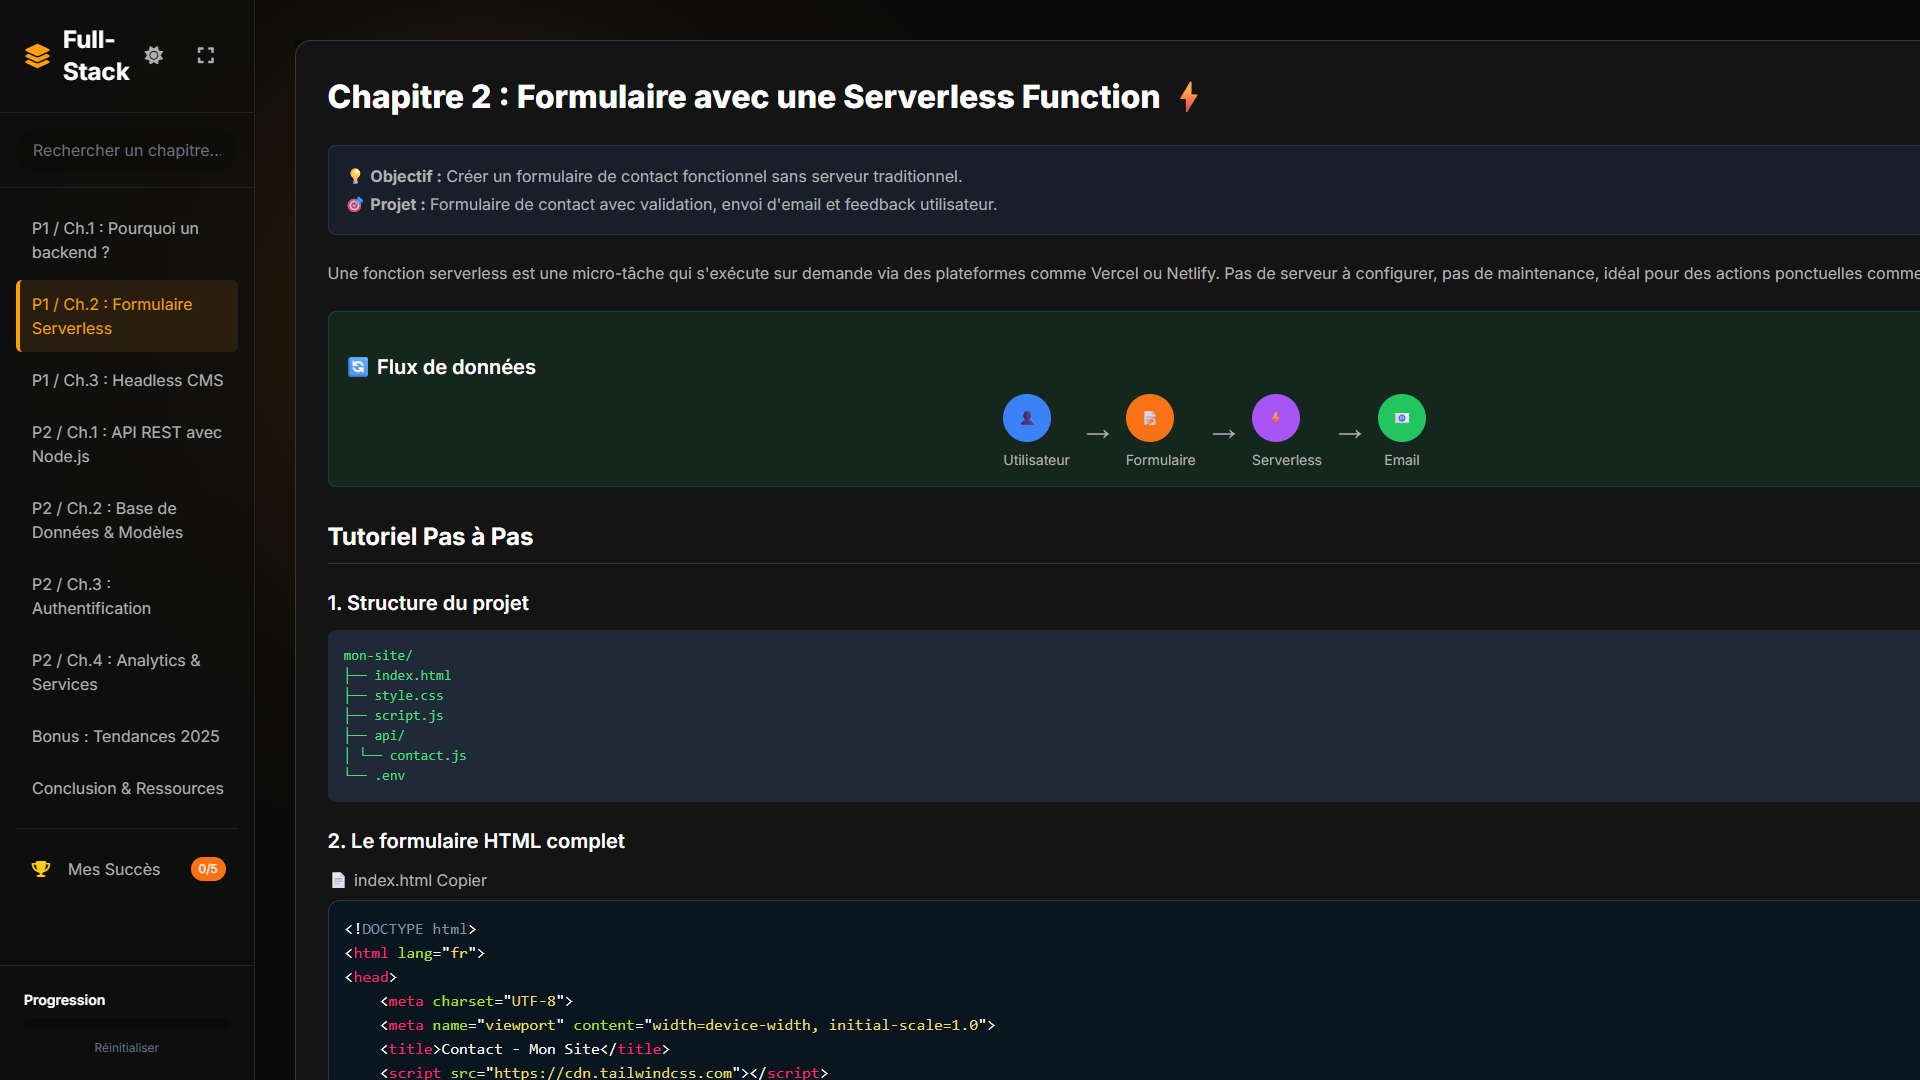 Full-
Stack
Rechercher un chapitre...
P1 / Ch.1 : Pourquoi un
backend ?
P1 / Ch.2 : Formulaire
Serverless
P1 / Ch.3 : Headless CMS
P2 / Ch.1 : API REST avec
Node.js
P2 / Ch.2 : Base de
Données & Modèles
P2 / Ch.3 :
Authentification
P2 / Ch.4 : Analytics &
Services
Bonus : Tendances 2025
Conclusion & Ressources
Mes Succès 0/5
Progression
Réinitialiser
Chapitre 2 : Formulaire avec une Serverless Function
Objectif : Créer un formulaire de contact fonctionnel sans serveur traditionnel.
Projet : Formulaire de contact avec validation, envoi d'email et feedback utilisateur.
Une fonction serverless est une micro-tâche qui s'exécute sur demande via des plateformes comme Vercel ou Netlify. Pas de serveur à configurer, pas de maintenance, idéal pour des actions ponctuelles comme
Flux de données
Utilisateur → Formulaire → Serverless → Email
Tutoriel Pas à Pas
1. Structure du projet
mon-site/
├── index.html
├── style.css
├── script.js
├── api/
│ └── contact.js
└── .env
2. Le formulaire HTML complet
index.html Copier
<!DOCTYPE html>
<html lang="fr">
<head>
<meta charset="UTF-8">
<meta name="viewport" content="width=device-width, initial-scale=1.0">
<title>Contact - Mon Site</title>
<script src="https://cdn.tailwindcss.com"></script>